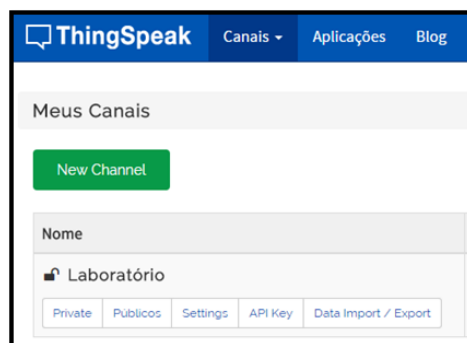 ThingSpeak Canais Aplicações Blog
Meus Canais
New Channel
Nome
Laboratório
Private Públicos Settings API Key Data Import / Export